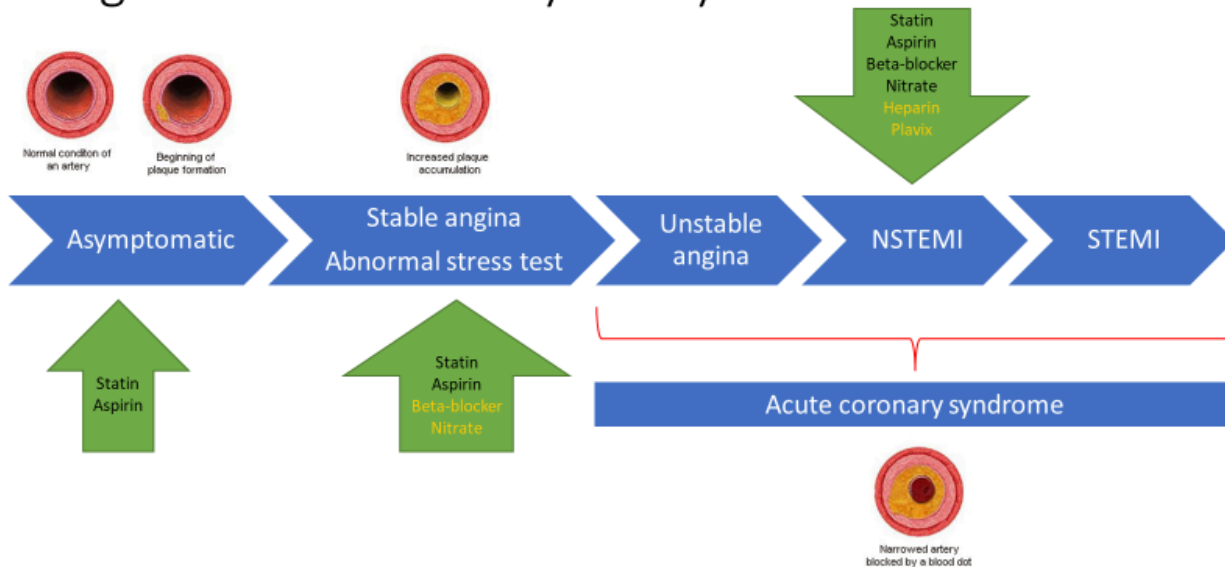 Statin
Aspirin
Beta-blocker
Nitrate
Heparin
Plavix
Normal conditon of
an artery
Beginning of
plaque formation
Increased plaque
accumulation
Asymptomatic
Stable angina
Abnormal stress test
Unstable
angina
NSTEMI
STEMI
Statin
Aspirin
Statin
Aspirin
Beta-blocker
Nitrate
Acute coronary syndrome
Narrowed artery
blocked by a blood dot